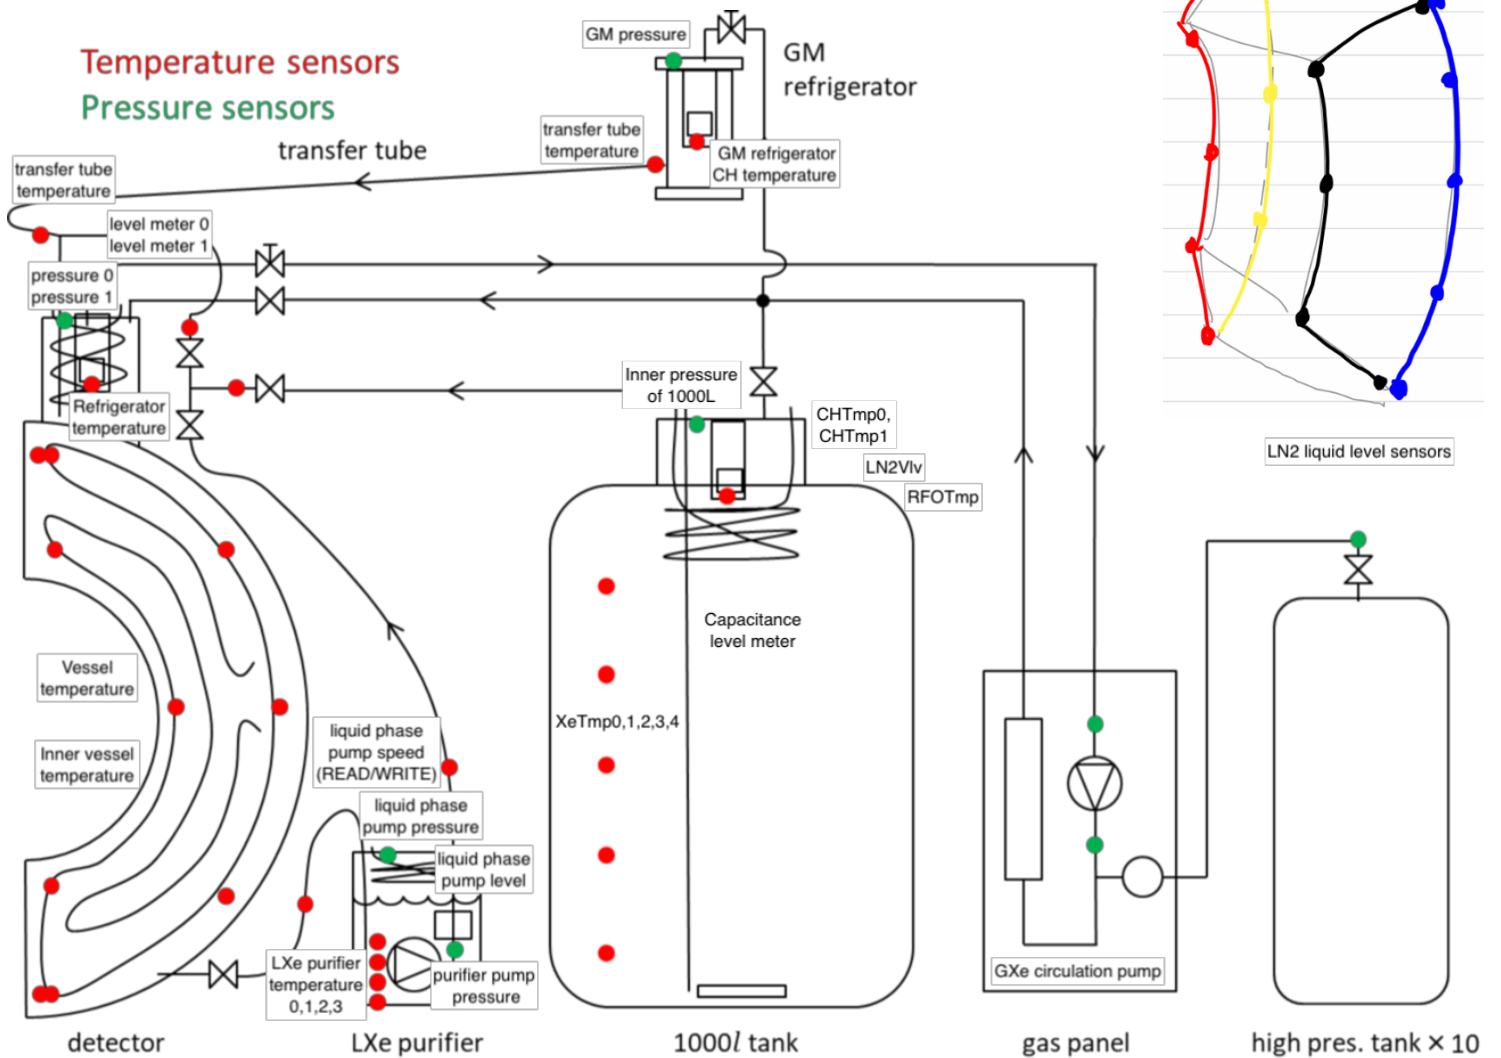 GM pressure
GM
refrigerator
Temperature sensors
Pressure sensors
transfer tube
transfer tube
temperature
GM refrigerator
CH temperature
transfer tube
temperature
level meter 0
level meter 1
pressure 0
pressure 1
Refrigerator
temperature
Inner pressure
of 1000L
CHTmp0,
CHTmp1
LN2Vlv
RFOTmp
LN2 liquid level sensors
Capacitance
level meter
Vessel
temperature
Inner vessel
temperature
XeTmp0,1,2,3,4
liquid phase
pump speed
(READ/WRITE)
liquid phase
pump pressure
liquid phase
pump level
LXe purifier
temperature
0,1,2,3
purifier pump
pressure
GXe circulation pump
detector
LXe purifier
1000l tank
gas panel
high pres. tank × 10